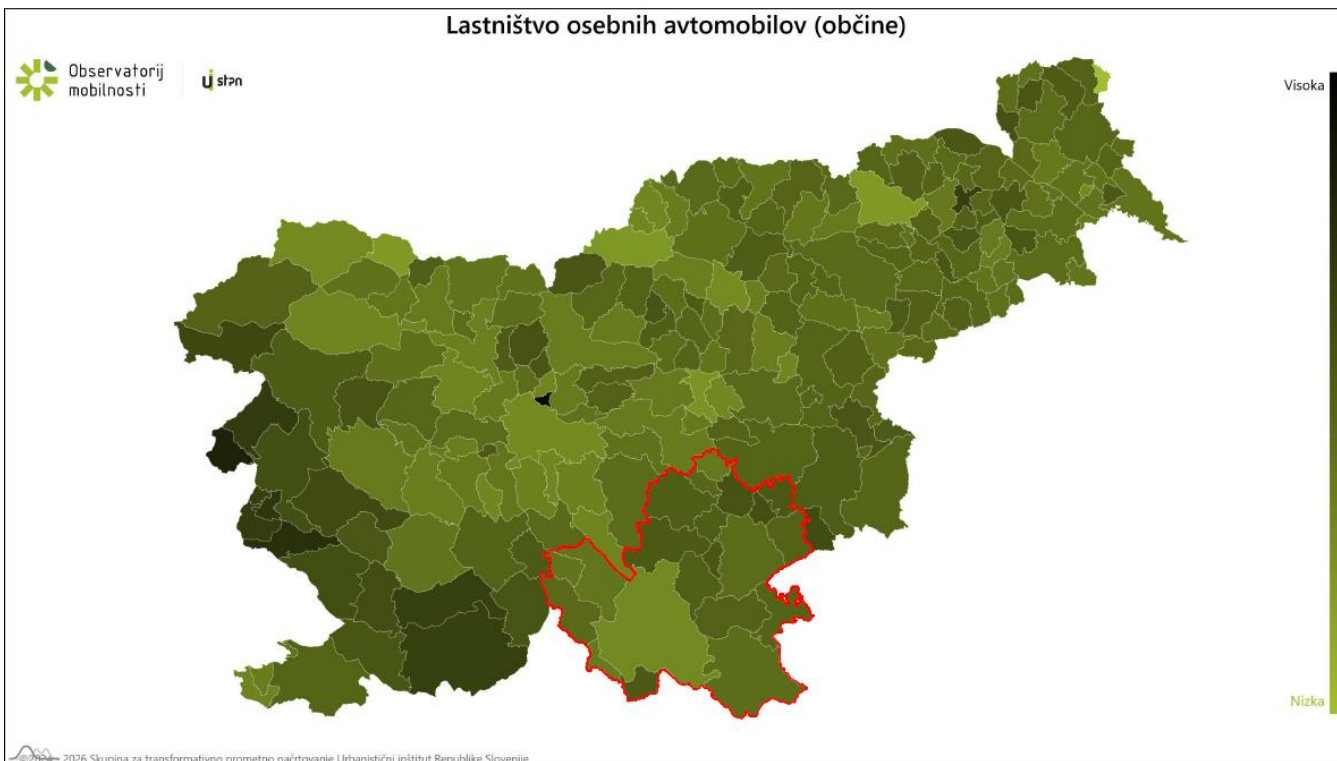 Lastništvo osebnih avtomobilov (občine)
Observatorij
mobilnosti
Visoka
Nizka
2026 Skupina za transformativno prometno načrtovanje Urbanistični inštitut Republike Slovenije